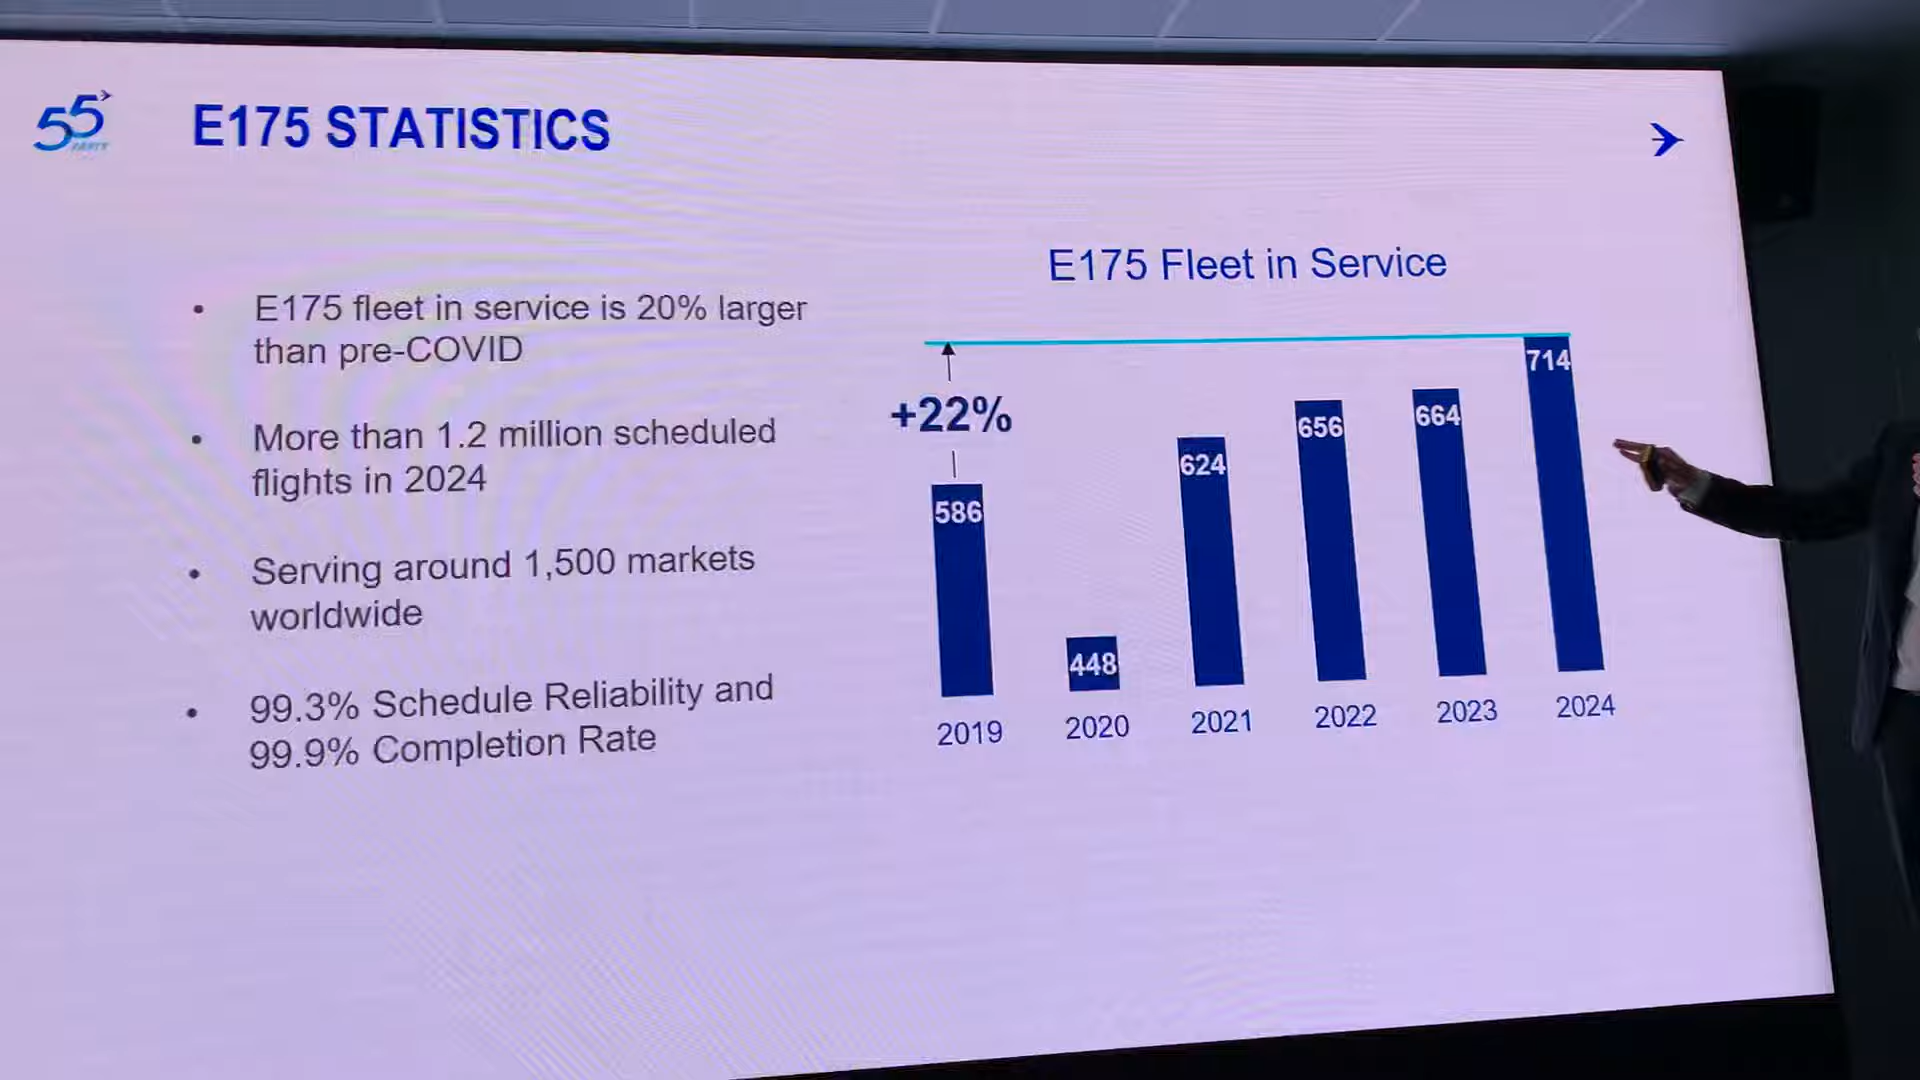 55
E175 STATISTICS
• E175 fleet in service is 20% larger
than pre-COVID
• More than 1.2 million scheduled
flights in 2024
• Serving around 1,500 markets
worldwide
• 99.3% Schedule Reliability and
99.9% Completion Rate
E175 Fleet in Service
+22%
586
448
624
656
664
714
2019 2020 2021 2022 2023 2024